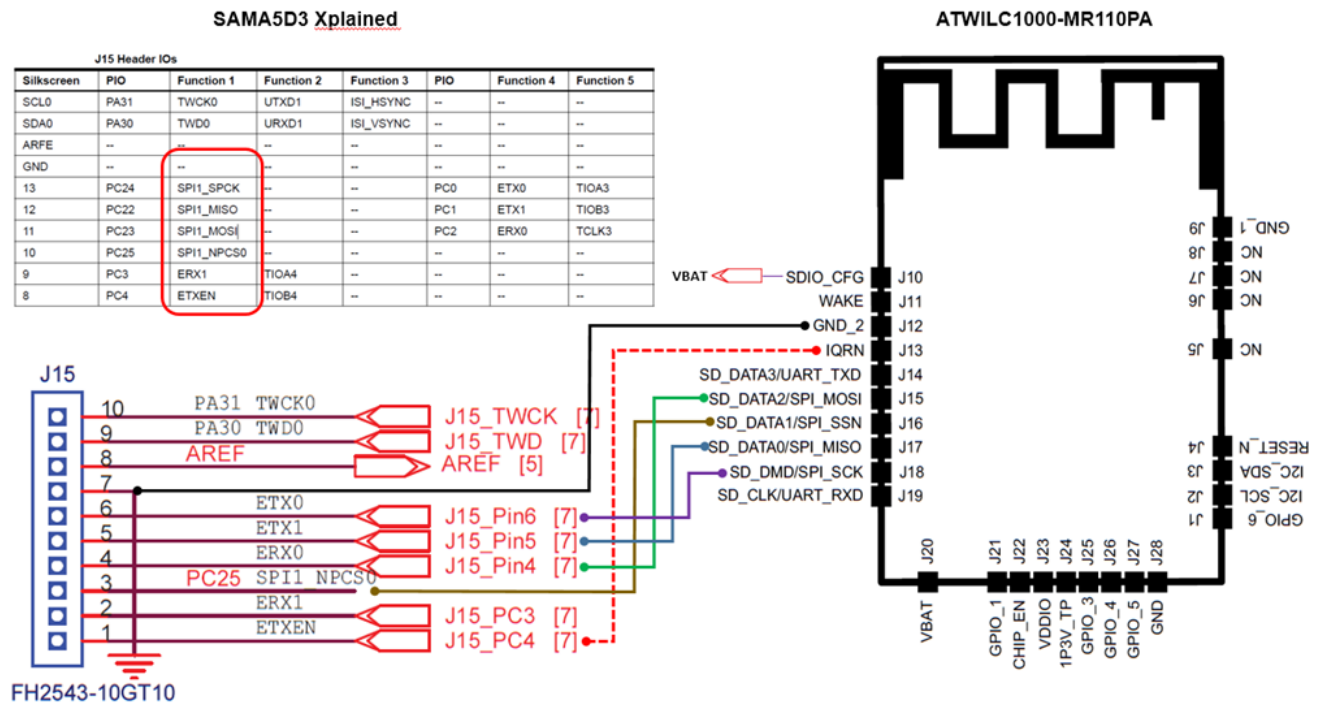 SAMA5D3 Xplained
ATWILC1000-MR110PA
J15 Header IOs
Silkscreen PIO Function 1 Function 2 Function 3 PIO Function 4 Function 5
SCL0 PA31 TWCK0 UTXD1 ISI_HSYNC -- -- --
SDA0 PA30 TWD0 URXD1 ISI_VSYNC -- -- --
ARFE -- -- -- -- -- -- --
GND -- -- -- -- -- -- --
13 PC24 SPI1_SPCK -- -- PC0 ETX0 TIOA3
12 PC22 SPI1_MISO -- -- PC1 ETX1 TIOB3
11 PC23 SPI1_MOSI -- -- PC2 ERX0 TCLK3
10 PC25 SPI1_NPCS0 -- -- -- -- --
9 PC3 ERX1 TIOA4 -- -- -- --
8 PC4 ETXEN TIOB4 -- -- -- --
J15
10 PA31 TWCK0 J15_TWCK [7]
9 PA30 TWD0 J15_TWD [7]
8 AREF AREF [5]
7
6 ETX0 J15_Pin6 [7]
5 ETX1 J15_Pin5 [7]
4 ERX0 J15_Pin4 [7]
3 PC25 SPI1_NPCS0
2 ERX1 J15_PC3 [7]
1 ETXEN J15_PC4 [7]
FH2543-10GT10
VBAT SDIO_CFG J10
WAKE J11
GND_2 J12
IQRN J13
SD_DATA3/UART_TXD J14
SD_DATA2/SPI_MOSI J15
SD_DATA1/SPI_SSN J16
SD_DATA0/SPI_MISO J17
SD_DMD/SPI_SCK J18
SD_CLK/UART_RXD J19
J9 GND_1
J8 NC
J7 NC
J6 NC
J5 NC
J4 RESET_N
J3 I2C_SDA
J2 I2C_SCL
J1 GPIO_6
J20 VBAT
J21 GPIO_1
J22 CHIP_EN
J23 VDDIO
J24 1P3V_TP
J25 GPIO_3
J26 GPIO_4
J27 GPIO_5
J28 GND